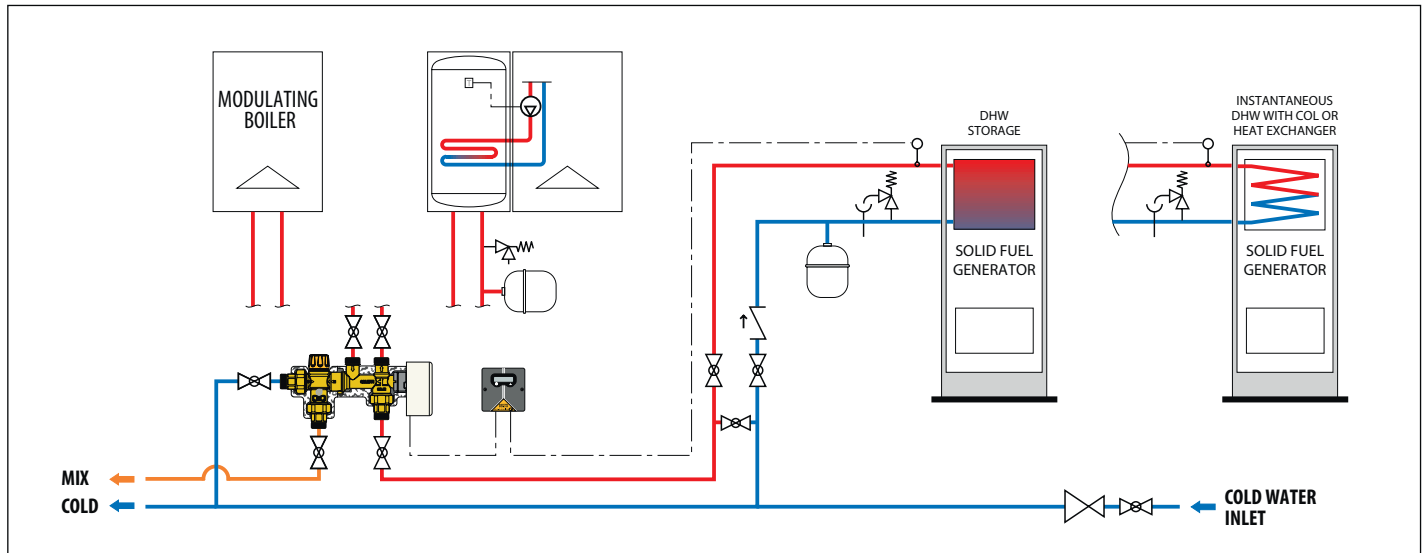 MODULATING
BOILER
DHW
STORAGE
INSTANTANEOUS
DHW WITH COL OR
HEAT EXCHANGER
SOLID FUEL
GENERATOR
SOLID FUEL
GENERATOR
MIX
COLD
COLD WATER
INLET